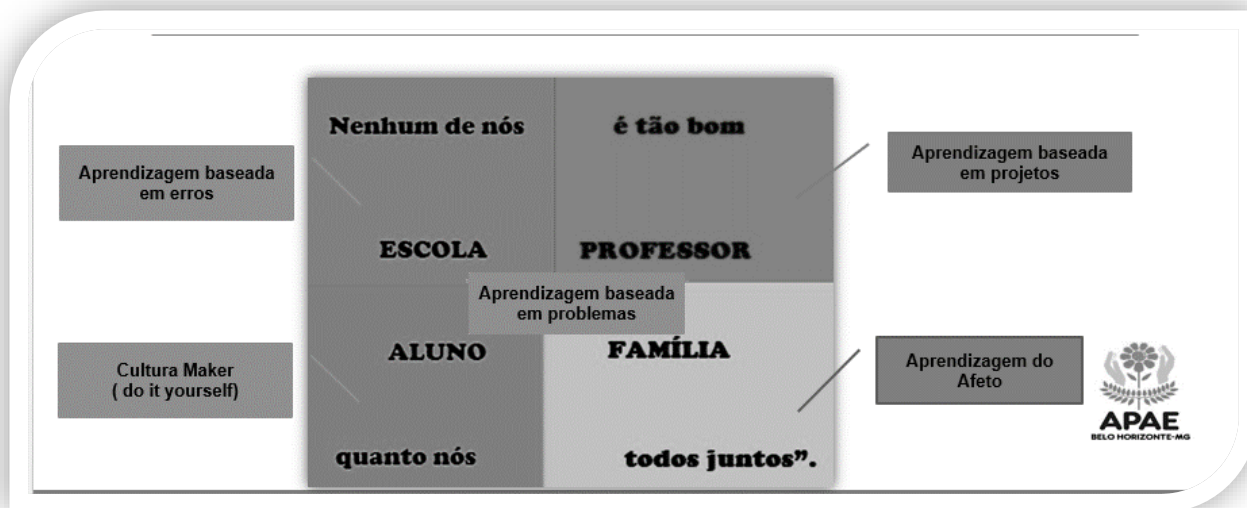 Nenhum de nós
é tão bom
Aprendizagem baseada
em erros
Aprendizagem baseada
em projetos
ESCOLA
PROFESSOR
Aprendizagem baseada
em problemas
ALUNO
FAMÍLIA
Cultura Maker
( do it yourself)
Aprendizagem do
Afeto
APAE
BELO HORIZONTE-MG
quanto nós
todos juntos”.